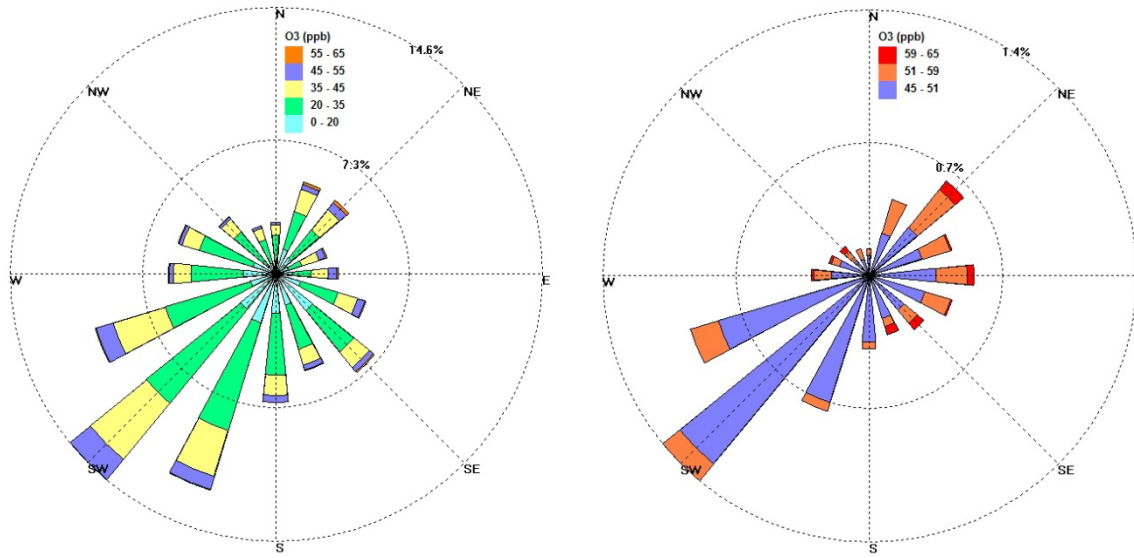 N
O3 (ppb)
55 - 65
45 - 55
35 - 45
20 - 35
0 - 20
14.6%
NW
NE
7.3%
W
E
SW
SE
S
N
O3 (ppb)
59 - 65
51 - 59
45 - 51
1.4%
NW
NE
0.7%
W
E
SW
SE
S